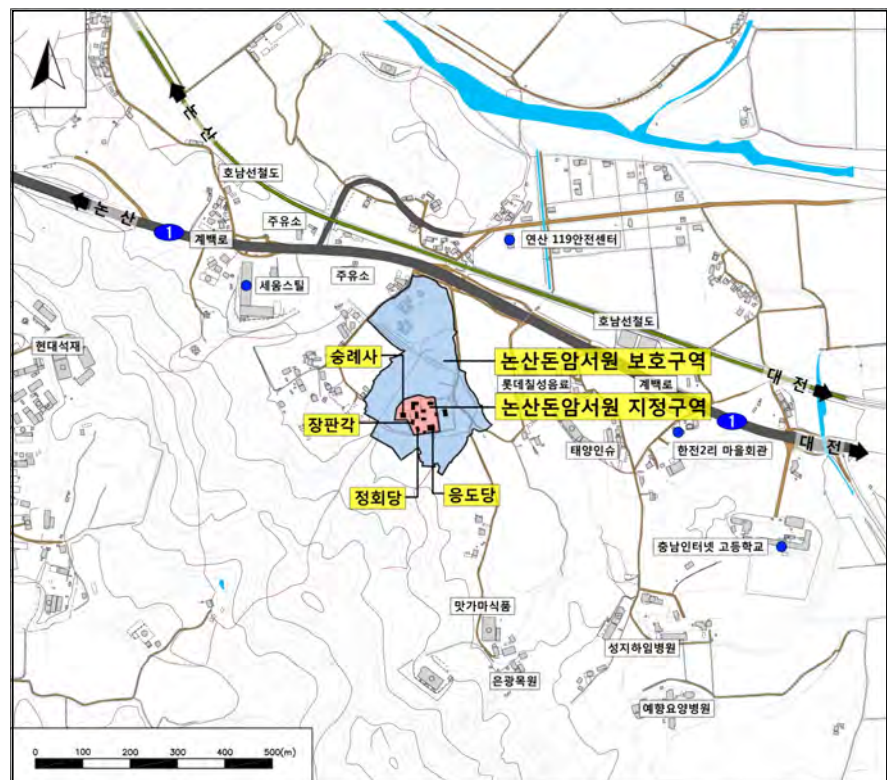 논산
호남선철도
논산
1
계백로
주유소
연산 119안전센터
세움스틸
주유소
호남선철도
현대석재
숭례사
논산돈암서원 보호구역
대전
롯데칠성음료
계백로
논산돈암서원 지정구역
장판각
1
태양인슈
한전2리 마을회관
대전
정회당
응도당
충남인터넷 고등학교
맛가마식품
성지하임병원
은광목원
예향요양병원
0 100 200 300 400 500(m)